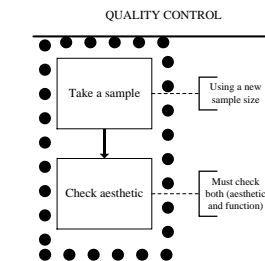 QUALITY CONTROL
Take a sample
Using a new
sample size
Check aesthetic
Must check
both (aesthetic
and function)